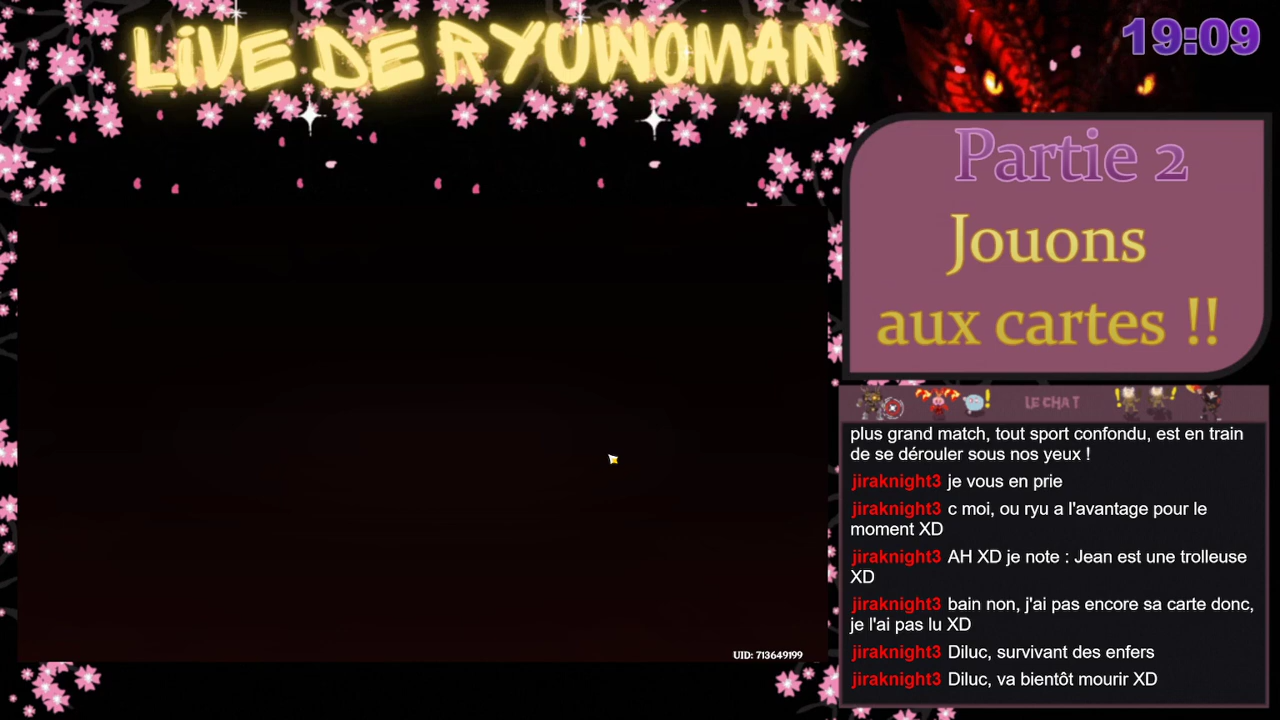 LIVE DE RYUWOMAN
19:09
Partie 2
Jouons
aux cartes !!
LE CHAT
plus grand match, tout sport confondu, est en train
de se dérouler sous nos yeux !
jiraknight3 je vous en prie
jiraknight3 c moi, ou ryu a l'avantage pour le
moment XD
jiraknight3 AH XD je note : Jean est une trolleuse
XD
jiraknight3 bain non, j'ai pas encore sa carte donc,
je l'ai pas lu XD
jiraknight3 Diluc, survivant des enfers
jiraknight3 Diluc, va bientôt mourir XD
UID: 713649199